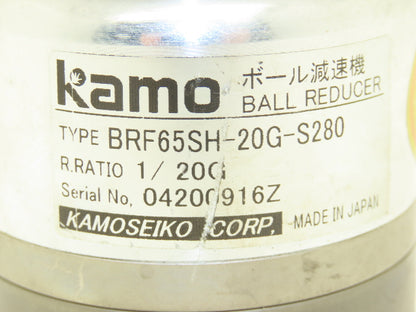 kamo ボール減速機
BALL REDUCER
TYPE BRF65SH-20G-S280
R.RATIO 1/ 20G
Serial No. 04200916Z
KAMOSEIKO CORP. MADE IN JAPAN